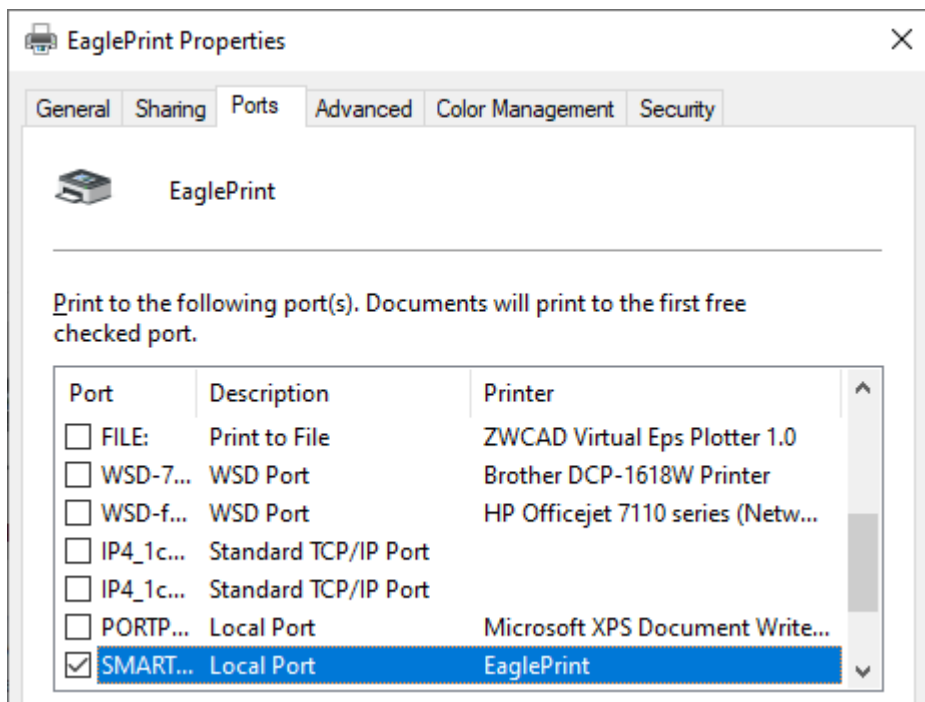 EaglePrint Properties
General Sharing Ports Advanced Color Management Security
EaglePrint
Print to the following port(s). Documents will print to the first free
checked port.
Port Description Printer
FILE: Print to File ZWCAD Virtual Eps Plotter 1.0
WSD-7... WSD Port Brother DCP-1618W Printer
WSD-f... WSD Port HP Officejet 7110 series (Netw...
IP4_1c... Standard TCP/IP Port
IP4_1c... Standard TCP/IP Port
PORTP... Local Port Microsoft XPS Document Write...
SMART... Local Port EaglePrint